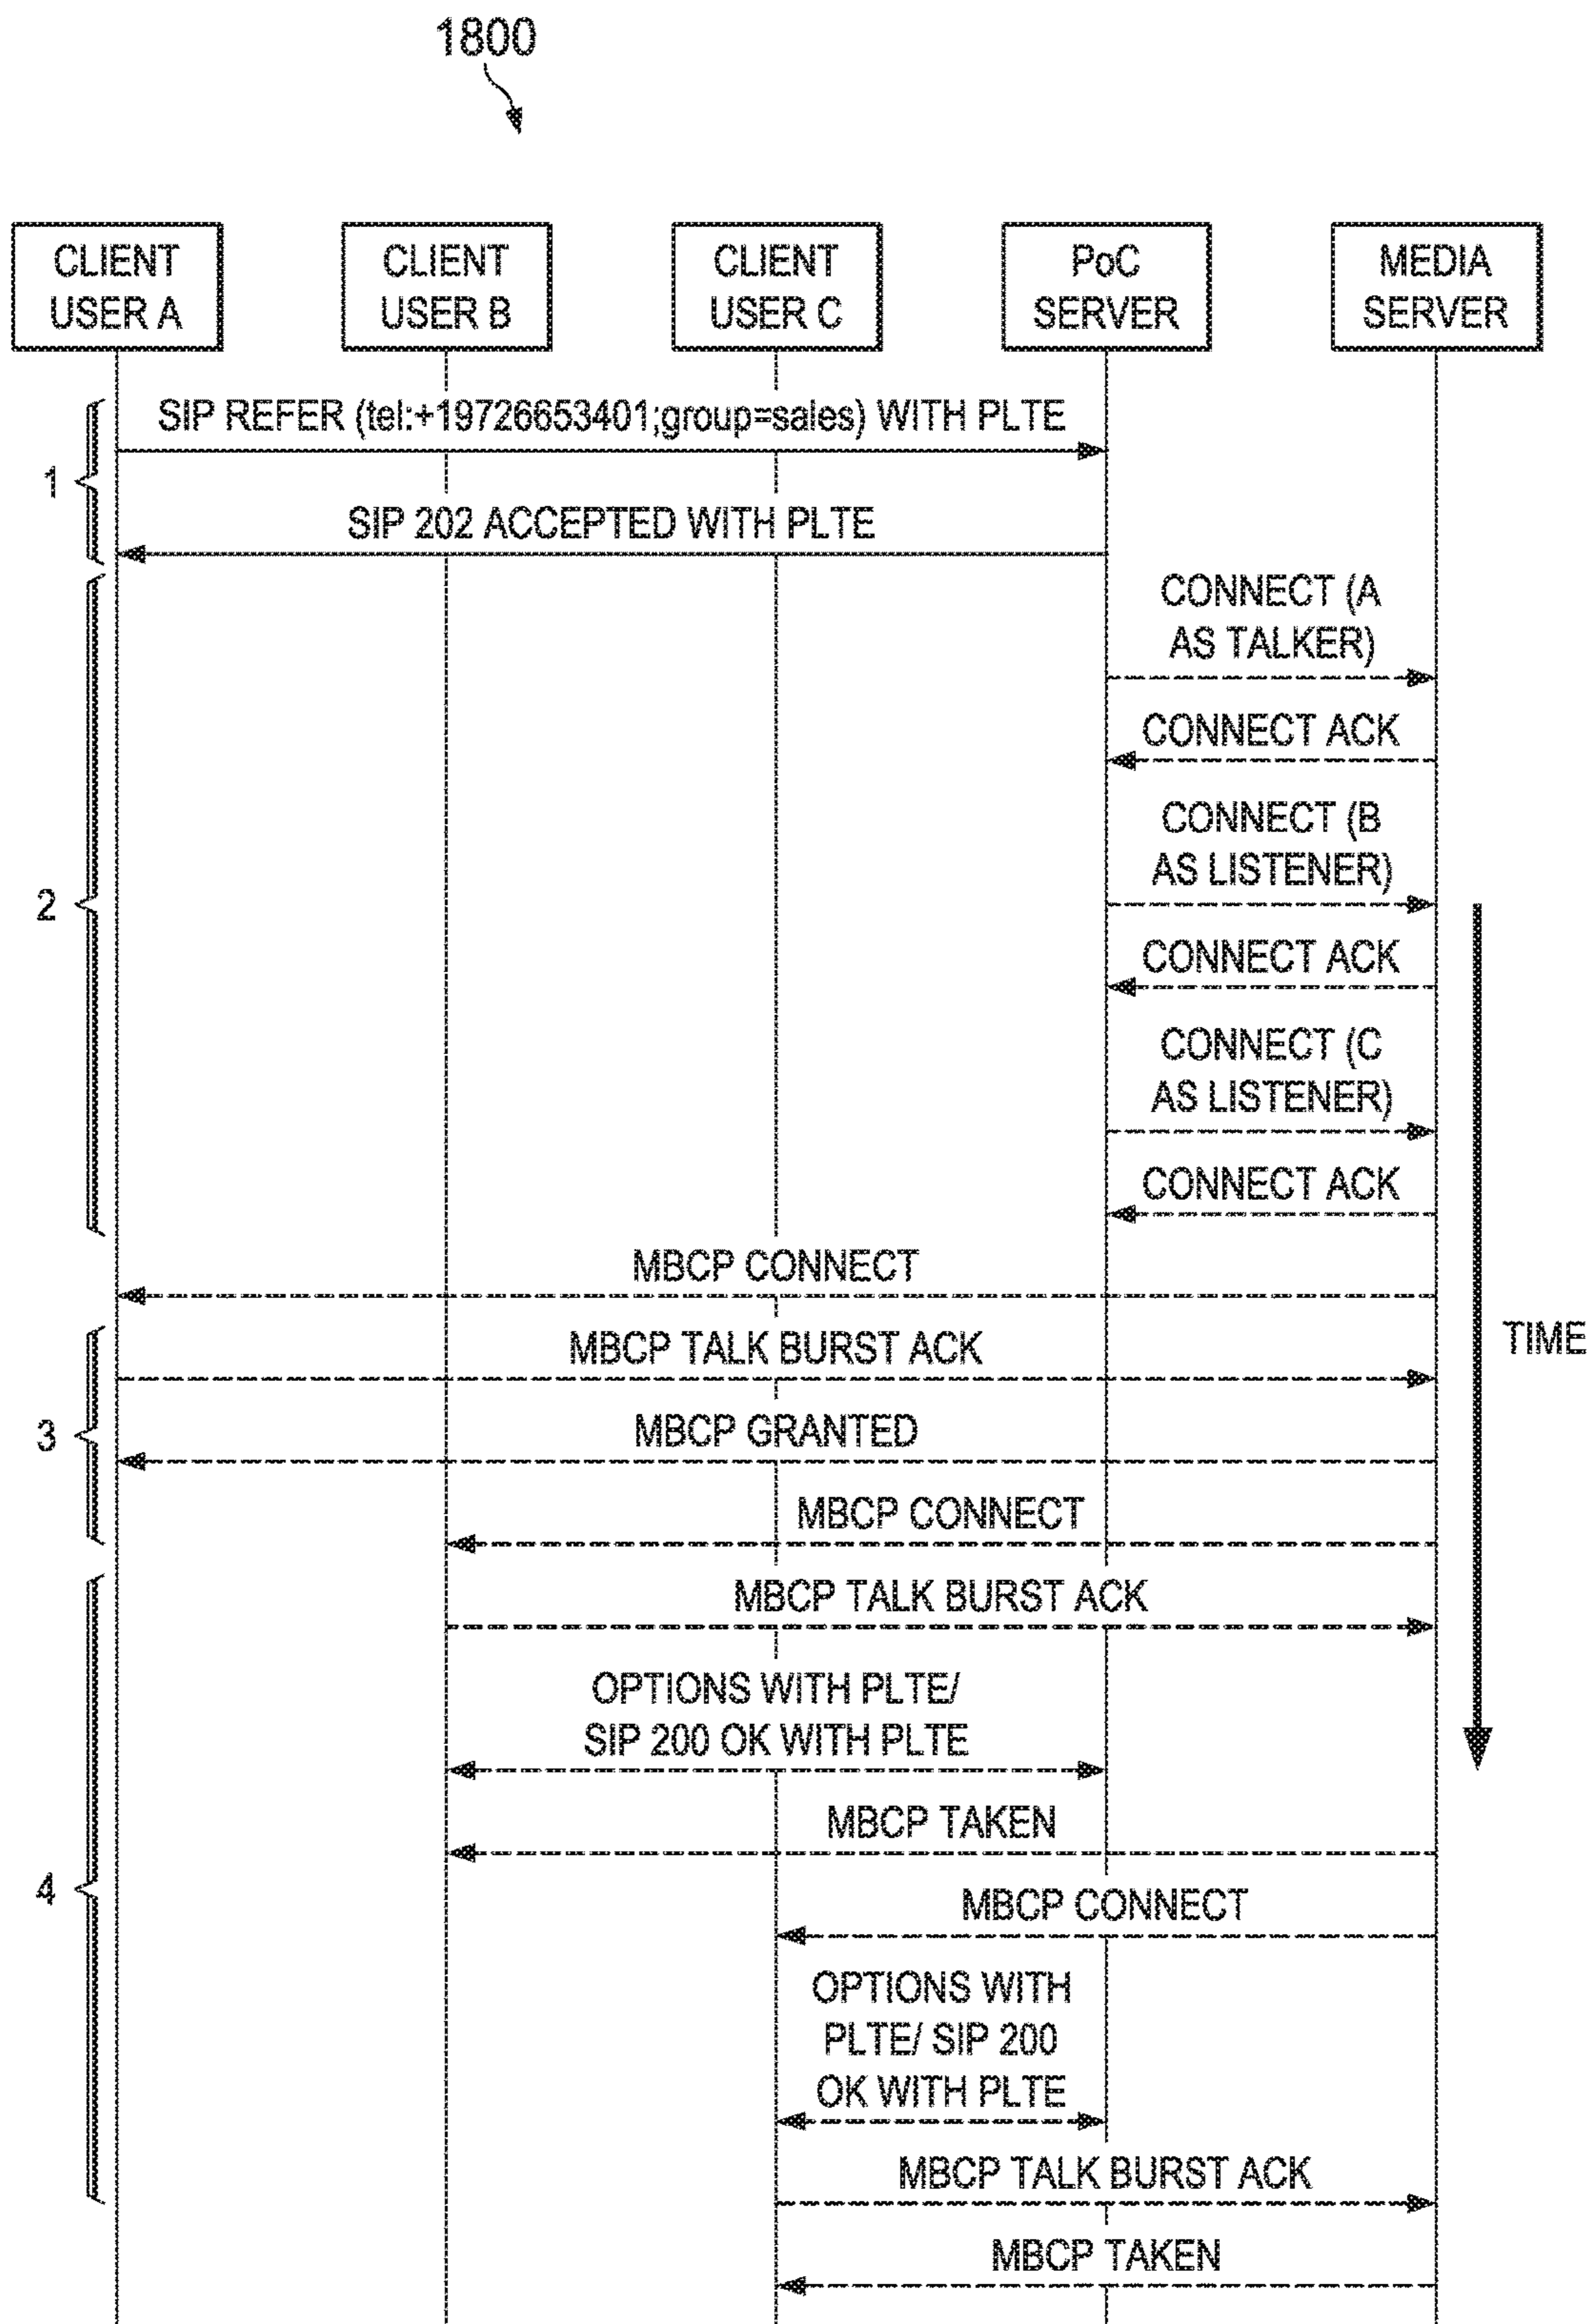 1800
CLIENT
USER A
CLIENT
USER B
CLIENT
USER C
PoC
SERVER
MEDIA
SERVER
SIP REFER (tel:+19726653401;group=sales) WITH PLTE
1
SIP 202 ACCEPTED WITH PLTE
CONNECT (A
AS TALKER)
CONNECT ACK
CONNECT (B
AS LISTENER)
2
CONNECT ACK
CONNECT (C
AS LISTENER)
CONNECT ACK
MBCP CONNECT
TIME
MBCP TALK BURST ACK
3
MBCP GRANTED
MBCP CONNECT
MBCP TALK BURST ACK
OPTIONS WITH PLTE/
SIP 200 OK WITH PLTE
MBCP TAKEN
4
MBCP CONNECT
OPTIONS WITH
PLTE/ SIP 200
OK WITH PLTE
MBCP TALK BURST ACK
MBCP TAKEN